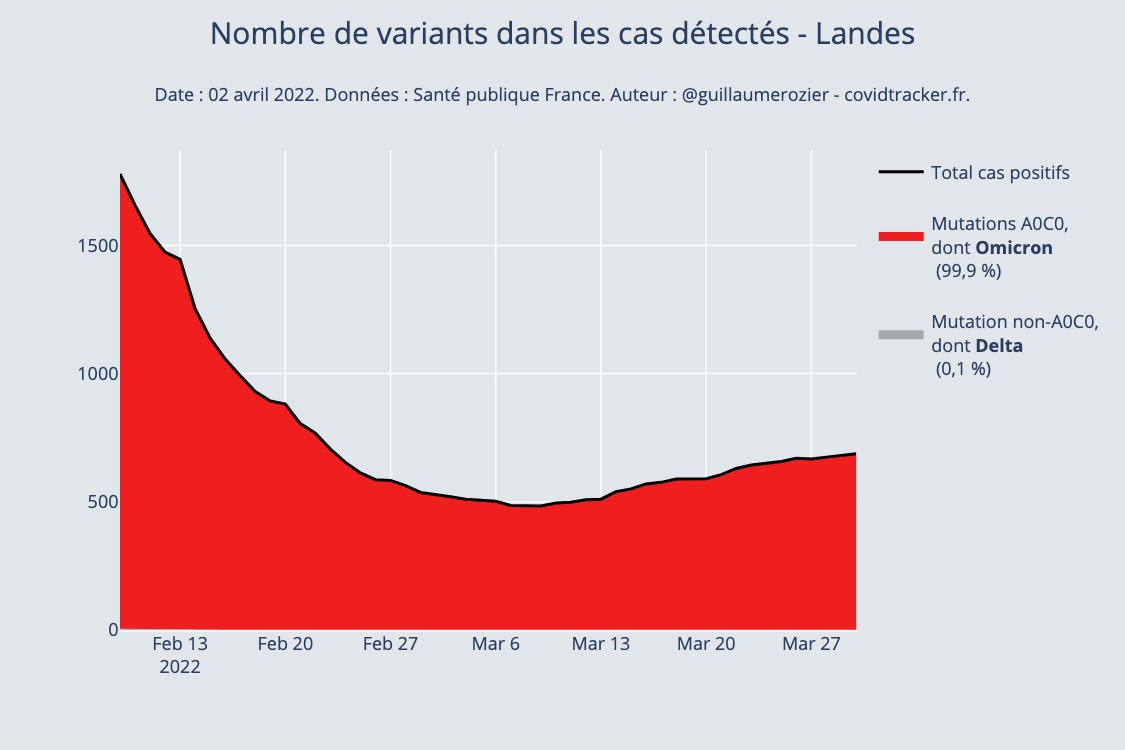 Nombre de variants dans les cas détectés - Landes
Date : 02 avril 2022. Données : Santé publique France. Auteur : @guillaumerozier - covidtracker.fr.
Total cas positifs
Mutations A0C0,
dont Omicron
(99,9 %)
Mutation non-A0C0,
dont Delta
(0,1 %)
1500
1000
500
0
Feb 13 Feb 20 Feb 27 Mar 6 Mar 13 Mar 20 Mar 27
2022